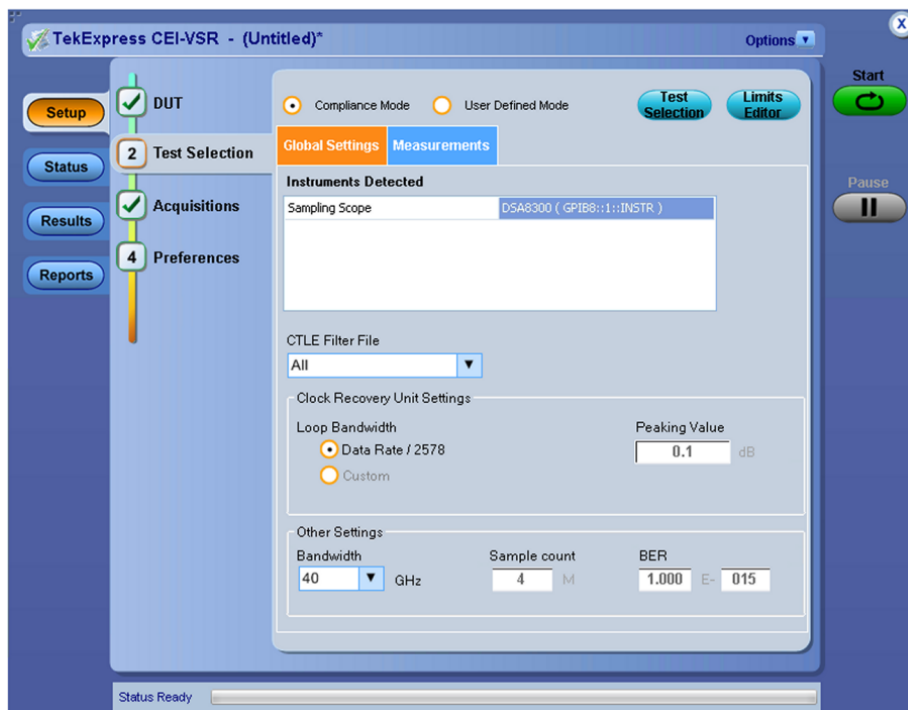 TekExpress CEI-VSR - (Untitled)*
Options
X
Start
Pause
Setup
Status
Results
Reports
DUT
2 Test Selection
Acquisitions
4 Preferences
Compliance Mode
User Defined Mode
Test Selection
Limits Editor
Global Settings
Measurements
Instruments Detected
Sampling Scope
DSA8300 ( GPIB8::1::INSTR )
CTLE Filter File
All
Clock Recovery Unit Settings
Loop Bandwidth
Data Rate / 2578
Custom
Peaking Value
0.1 dB
Other Settings
Bandwidth
40 GHz
Sample count
4 M
BER
1.000 E- 015
Status Ready